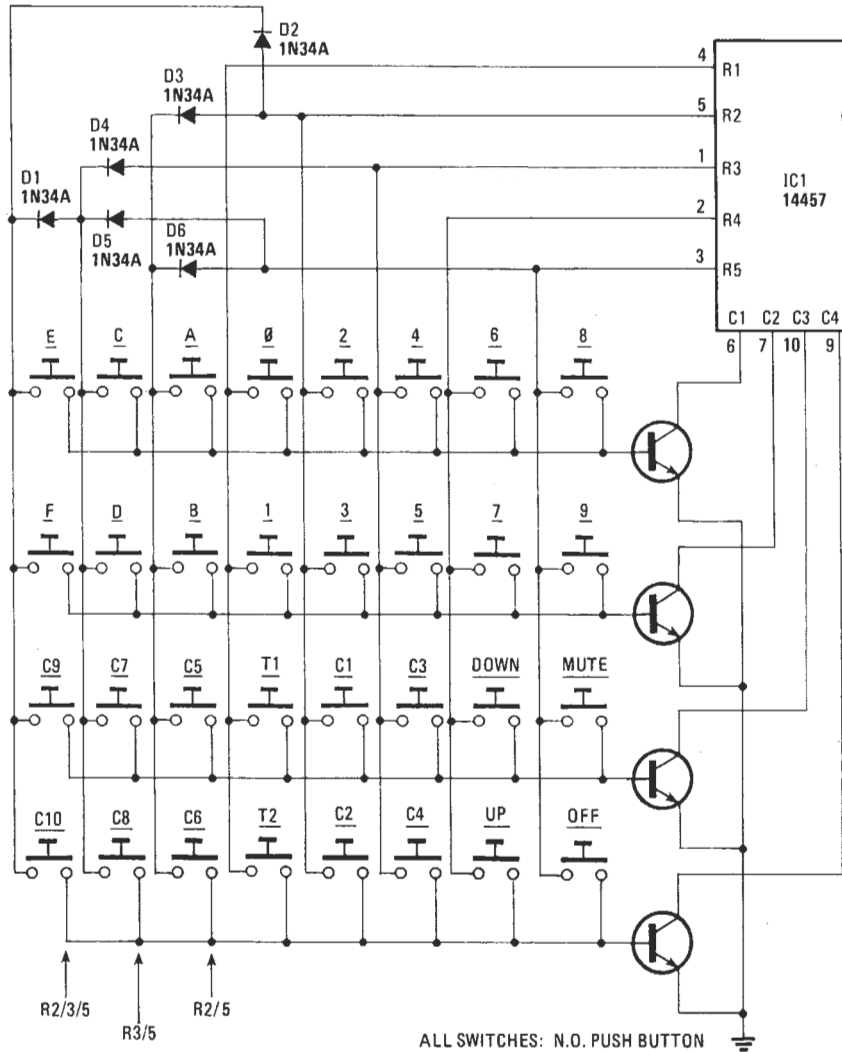 D2
1N34A
D3
1N34A
D4
1N34A
D1
1N34A
D5
1N34A
D6
1N34A
4 R1
5 R2
1 R3
2 R4
3 R5
IC1
14457
C1 C2 C3 C4
6 7 10 9
E C A 0 2 4 6 8
F D B 1 3 5 7 9
C9 C7 C5 T1 C1 C3 DOWN MUTE
C10 C8 C6 T2 C2 C4 UP OFF
R2/3/5
R3/5
R2/5
ALL SWITCHES: N.O. PUSH BUTTON